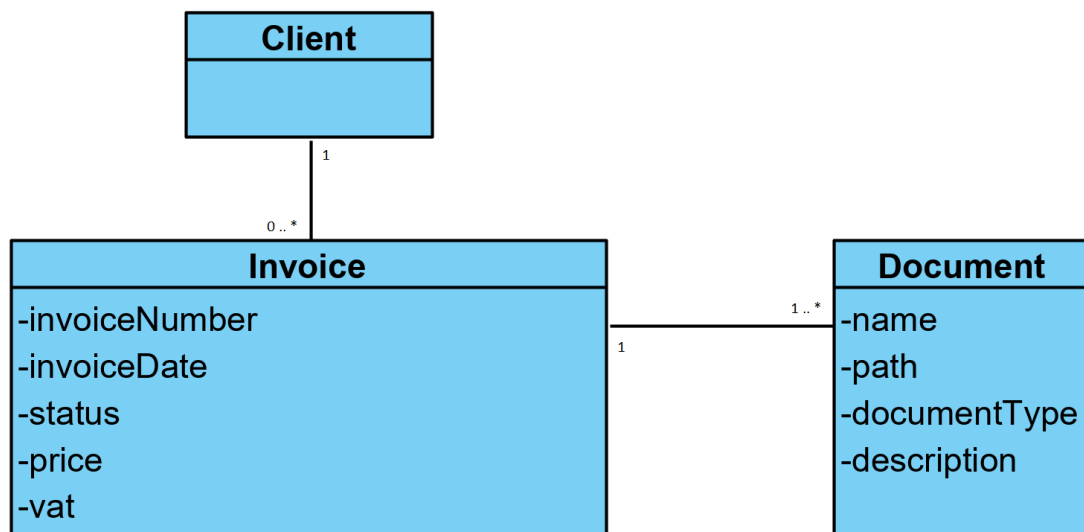 Client
1
0 .. *
Invoice
-invoiceNumber
-invoiceDate
-status
-price
-vat
1 .. *
1
Document
-name
-path
-documentType
-description